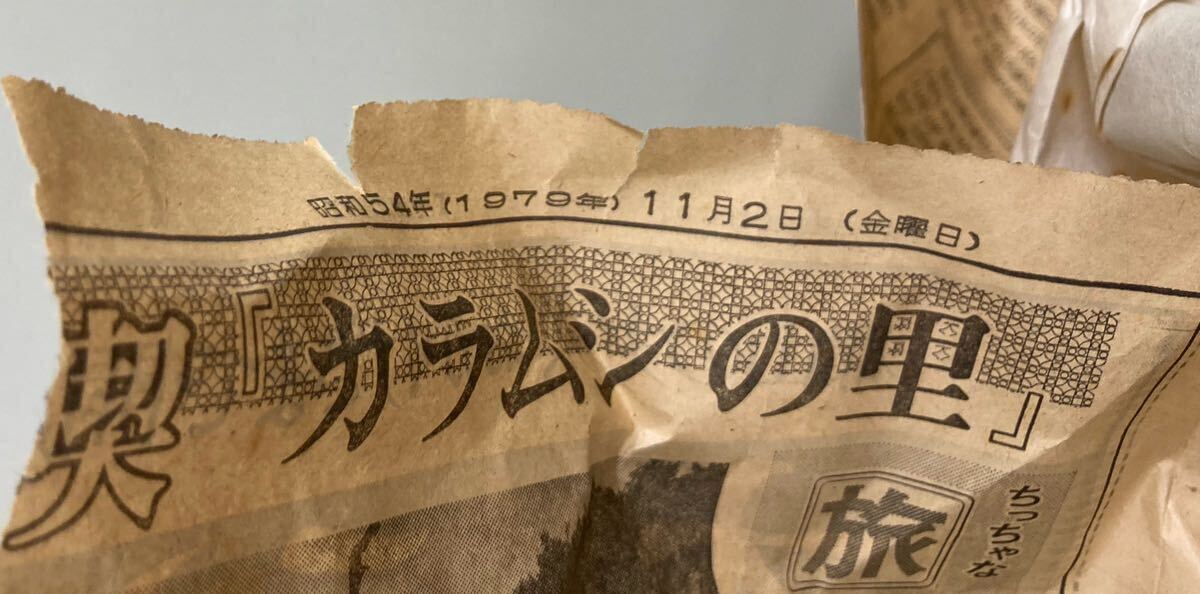 昭和54年(1979年) 11月2日 (金曜日)
奥『カラムシの里』
ちっちゃな
旅